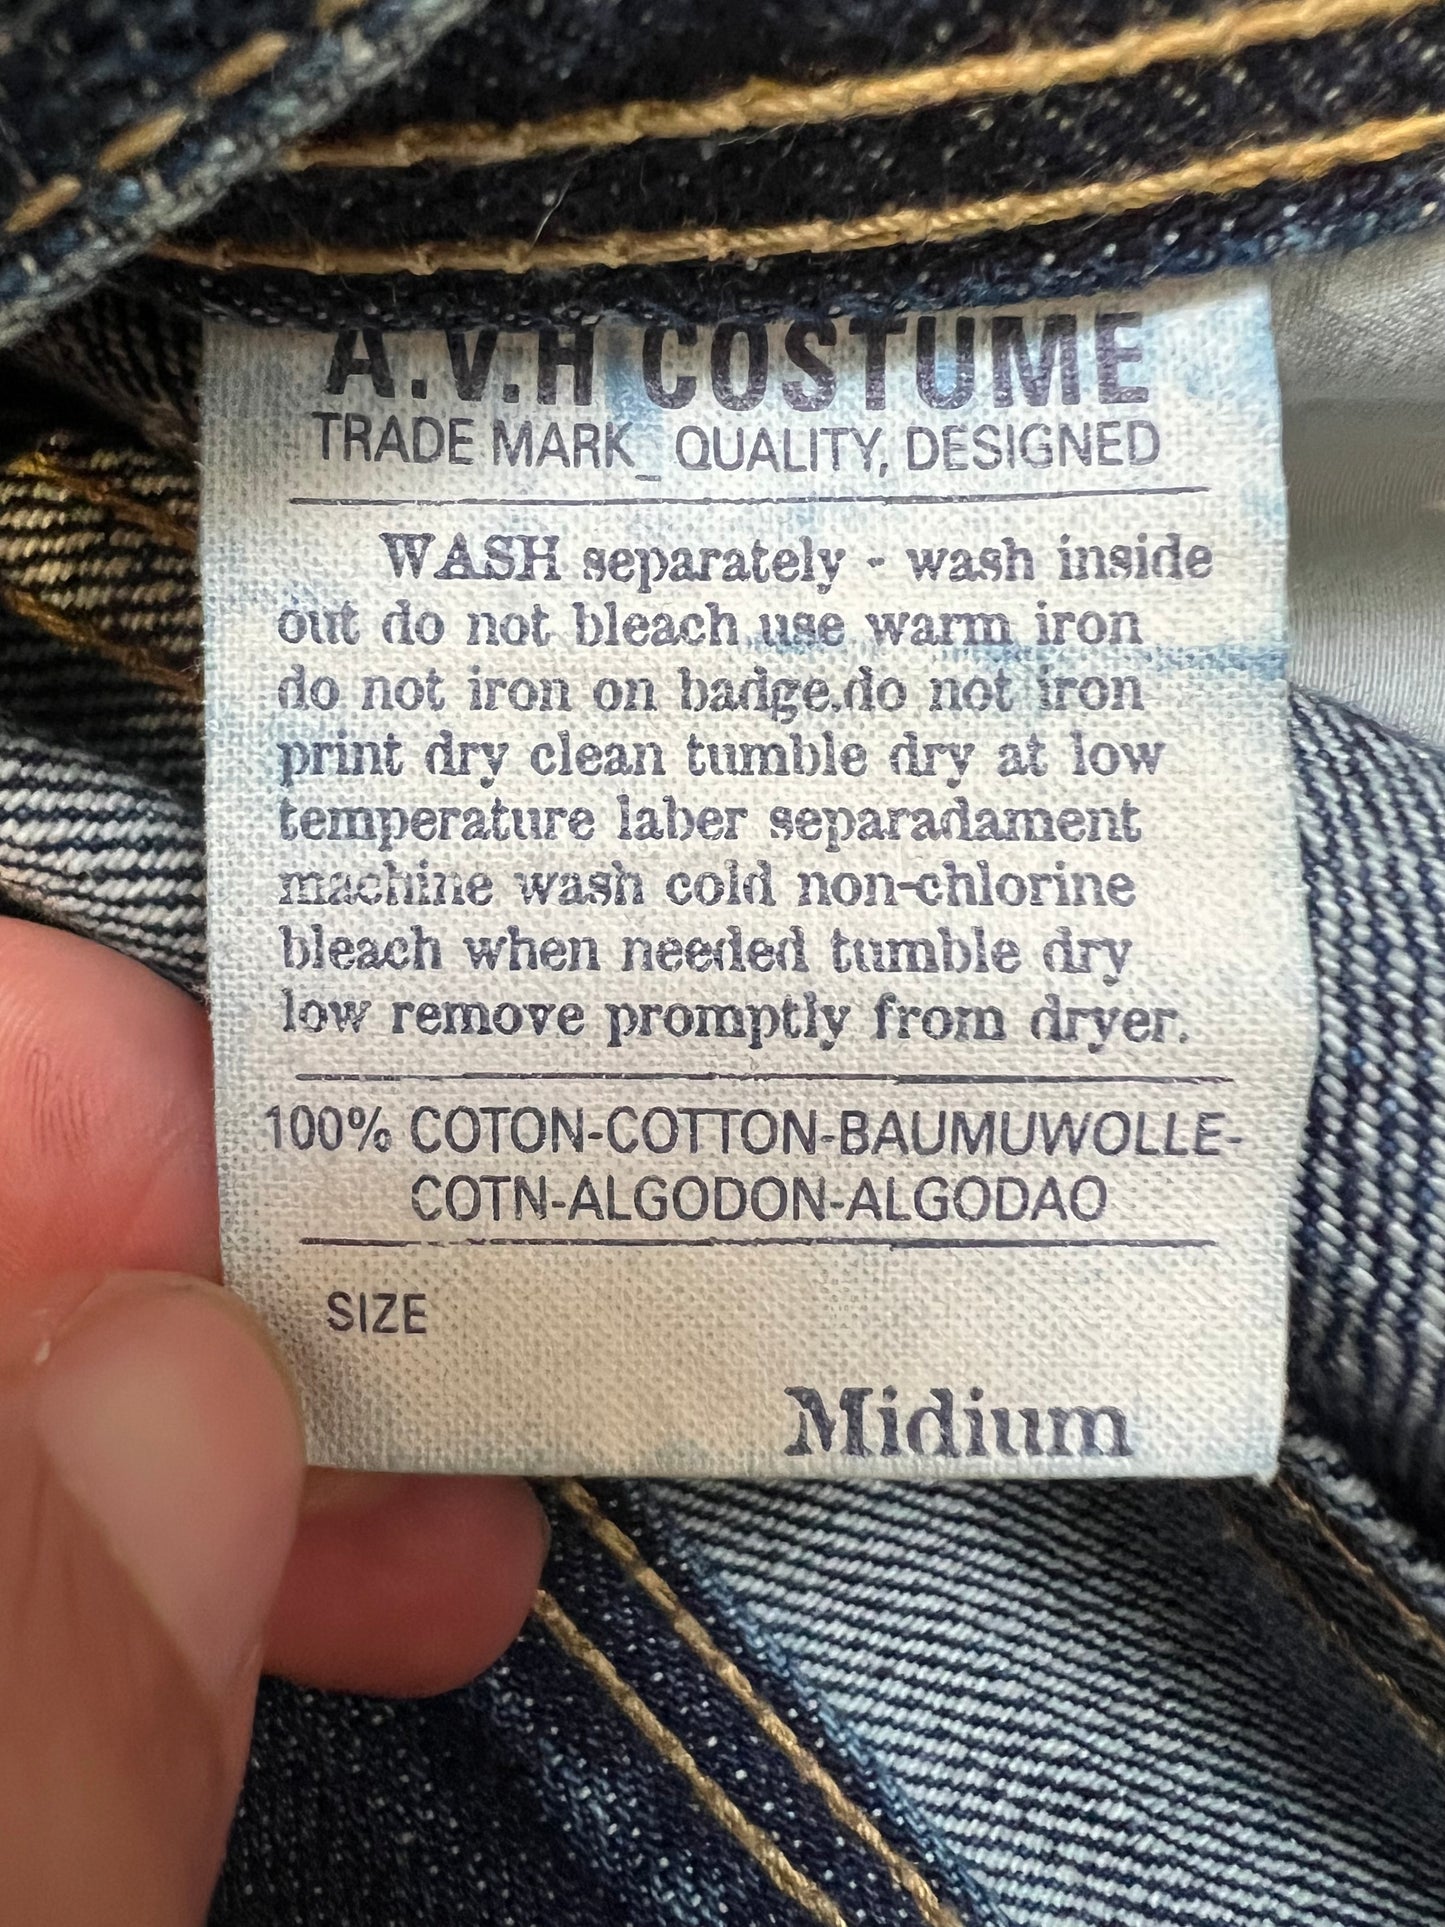 A.V.H COSTUME
TRADE MARK_ QUALITY, DESIGNED
WASH separately - wash inside
out do not bleach use warm iron
do not iron on badge.do not iron
print dry clean tumble dry at low
temperature laber separadament
machine wash cold non-chlorine
bleach when needed tumble dry
low remove promptly from dryer.
100% COTON-COTTON-BAUMUWOLLE-
COTN-ALGODON-ALGODAO
SIZE
Midium